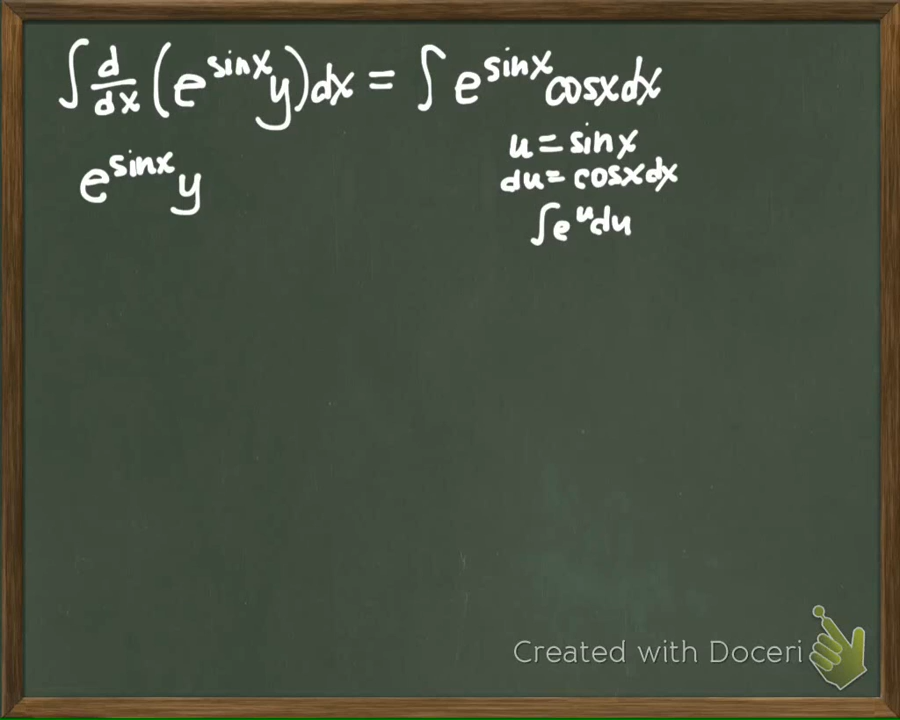 ∫ d/dx (e^sinx y) dx = ∫ e^sinx cosx dx
u = sinx
du = cosx dx
e^sinx y
∫ e^u du
Created with Doceri